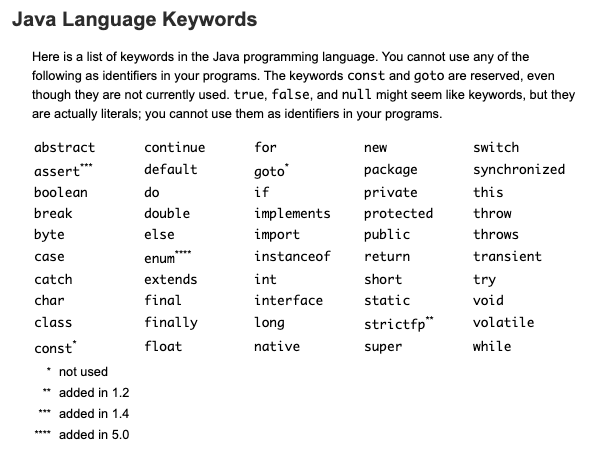 Java Language Keywords
Here is a list of keywords in the Java programming language. You cannot use any of the
following as identifiers in your programs. The keywords const and goto are reserved, even
though they are not currently used. true, false, and null might seem like keywords, but they
are actually literals; you cannot use them as identifiers in your programs.
abstract continue for new switch
assert*** default goto* package synchronized
boolean do if private this
break double implements protected throw
byte else import public throws
case enum**** instanceof return transient
catch extends int short try
char final interface static void
class finally long strictfp** volatile
const* float native super while
* not used
** added in 1.2
*** added in 1.4
**** added in 5.0